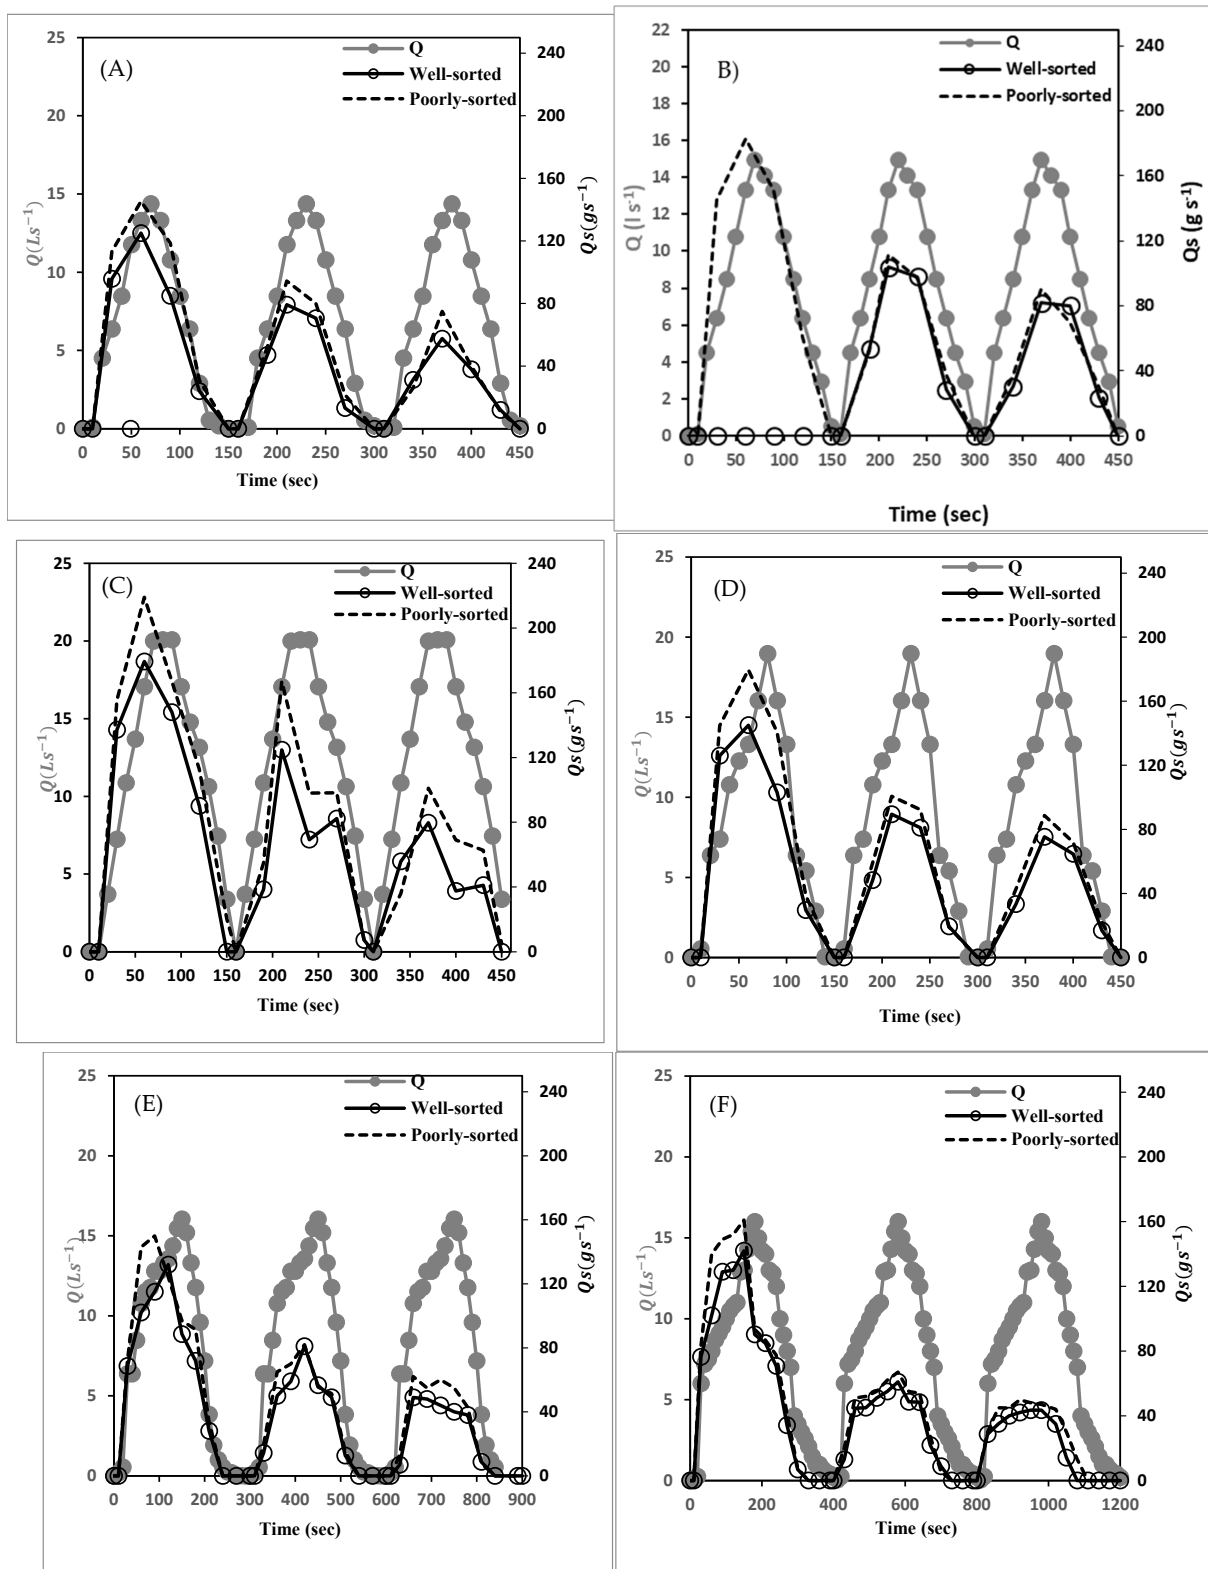 (A)
Q
Well-sorted
Poorly-sorted
25
20
15
10
5
0
240
200
160
120
80
40
0
Q(Ls⁻¹)
Qs(gs⁻¹)
0 50 100 150 200 250 300 350 400 450
Time (sec)
B)
Q
Well-sorted
Poorly-sorted
22
20
18
16
14
12
10
8
6
4
2
0
240
200
160
120
80
40
0
Q (l s⁻¹)
Qs (g s⁻¹)
0 50 100 150 200 250 300 350 400 450
Time (sec)
(C)
Q
Well-sorted
Poorly-sorted
25
20
15
10
5
0
240
200
160
120
80
40
0
Q(Ls⁻¹)
Qs(gs⁻¹)
0 50 100 150 200 250 300 350 400 450
Time (sec)
(D)
Q
Well-sorted
Poorly-sorted
25
20
15
10
5
0
240
200
160
120
80
40
0
Q(Ls⁻¹)
Qs(gs⁻¹)
0 50 100 150 200 250 300 350 400 450
Time (sec)
(E)
Q
Well-sorted
Poorly-sorted
25
20
15
10
5
0
240
200
160
120
80
40
0
Q(Ls⁻¹)
Qs(gs⁻¹)
0 100 200 300 400 500 600 700 800 900
Time (sec)
(F)
Q
Well-sorted
Poorly-sorted
25
20
15
10
5
0
240
200
160
120
80
40
0
Q(Ls⁻¹)
Qs(gs⁻¹)
0 200 400 600 800 1000 1200
Time (sec)